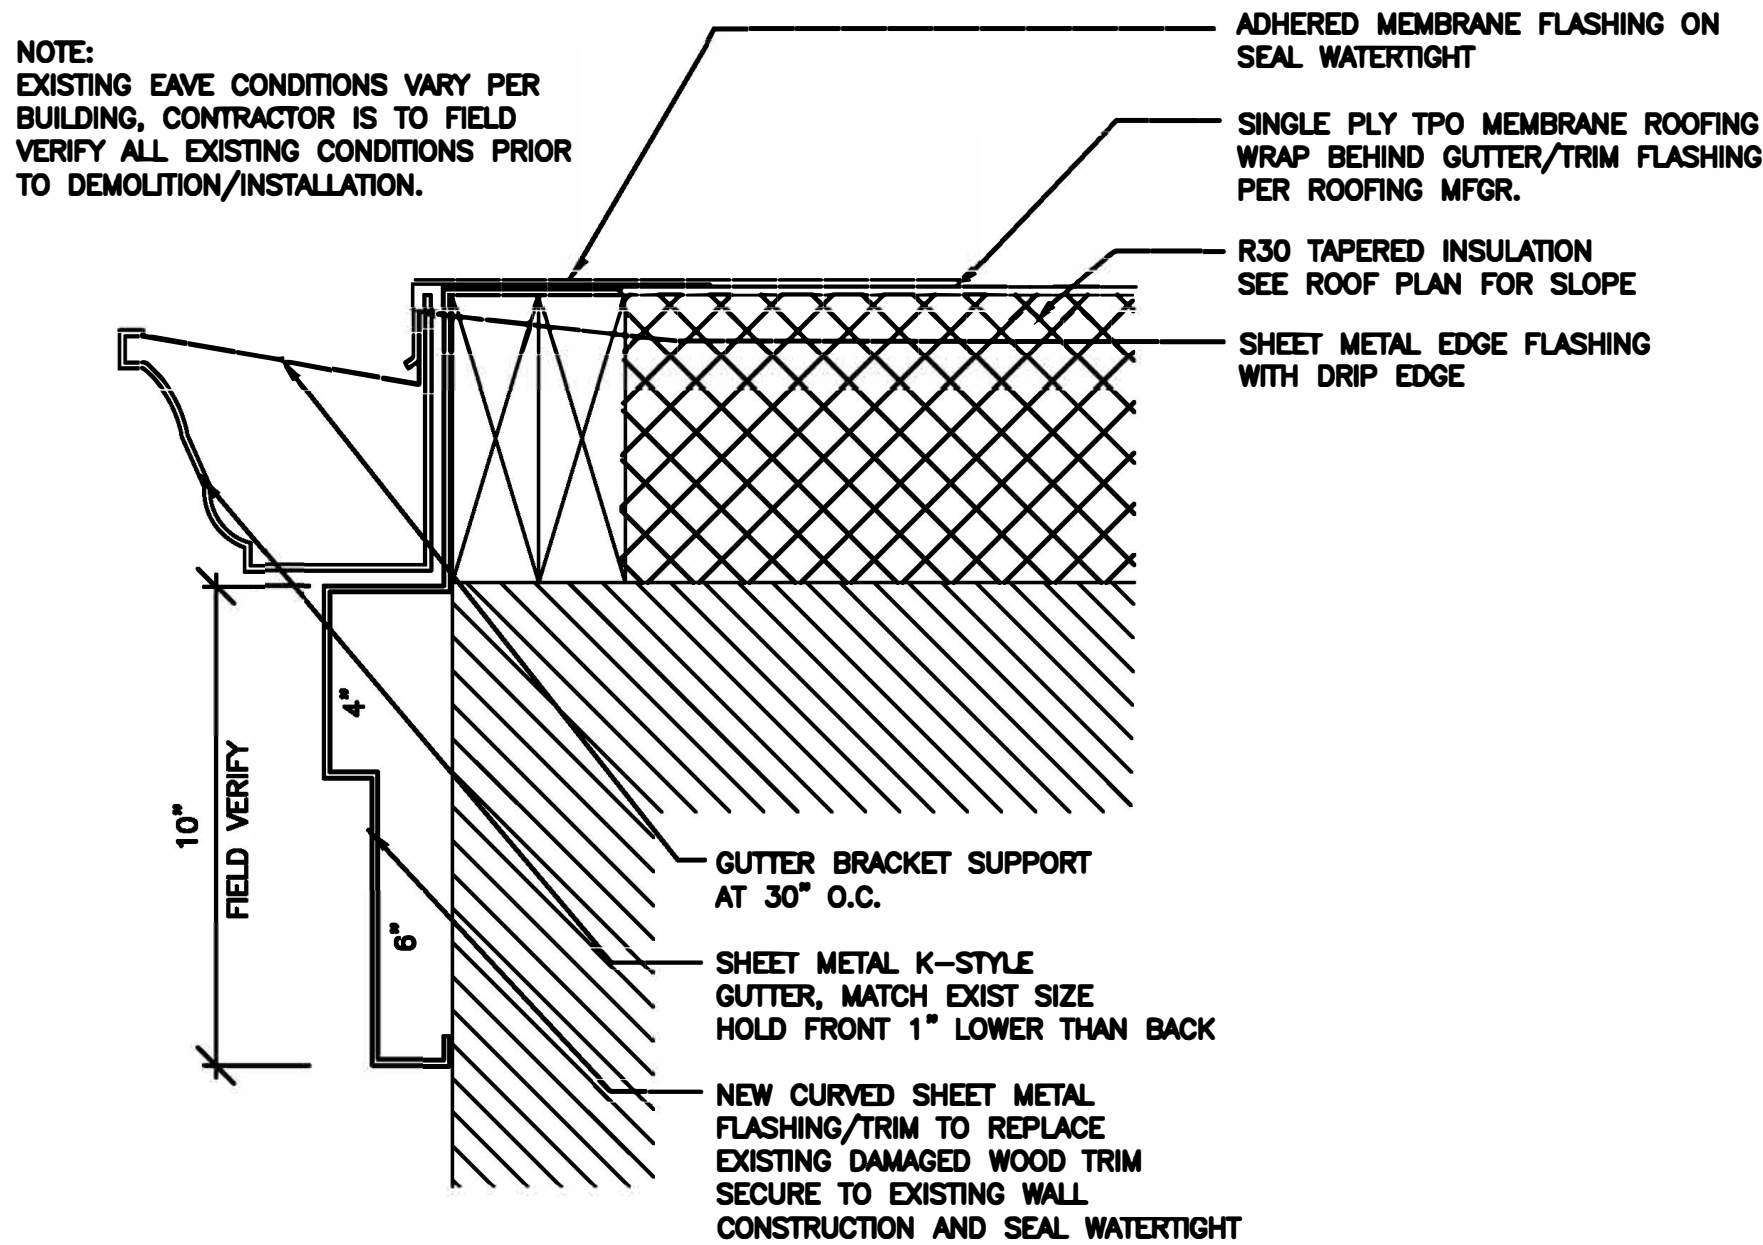 NOTE:
EXISTING EAVE CONDITIONS VARY PER
BUILDING, CONTRACTOR IS TO FIELD
VERIFY ALL EXISTING CONDITIONS PRIOR
TO DEMOLITION/INSTALLATION.
ADHERED MEMBRANE FLASHING ON
SEAL WATERTIGHT
SINGLE PLY TPO MEMBRANE ROOFING
WRAP BEHIND GUTTER/TRIM FLASHING
PER ROOFING MFGR.
R30 TAPERED INSULATION
SEE ROOF PLAN FOR SLOPE
SHEET METAL EDGE FLASHING
WITH DRIP EDGE
4"
10"
FIELD VERIFY
6"
GUTTER BRACKET SUPPORT
AT 30" O.C.
SHEET METAL K-STYLE
GUTTER, MATCH EXIST SIZE
HOLD FRONT 1" LOWER THAN BACK
NEW CURVED SHEET METAL
FLASHING/TRIM TO REPLACE
EXISTING DAMAGED WOOD TRIM
SECURE TO EXISTING WALL
CONSTRUCTION AND SEAL WATERTIGHT